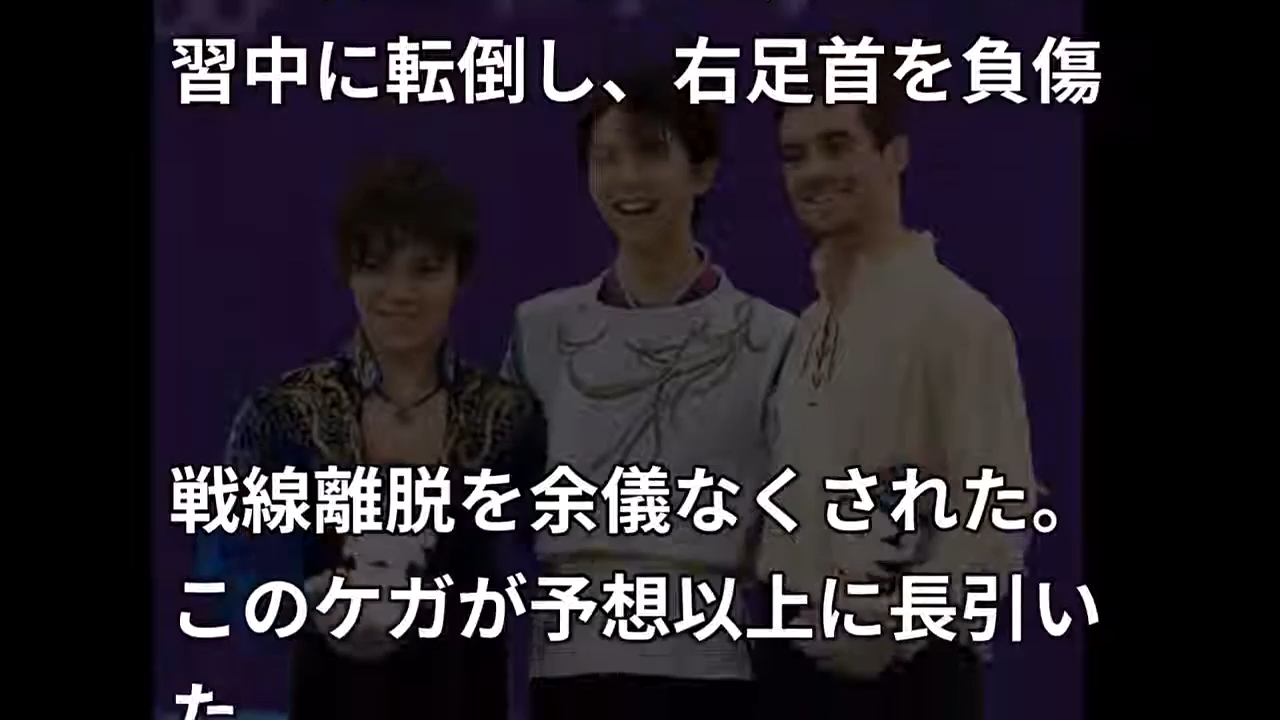 習中に転倒し、右足首を負傷
戦線離脱を余儀なくされた。
このケガが予想以上に長引い
た